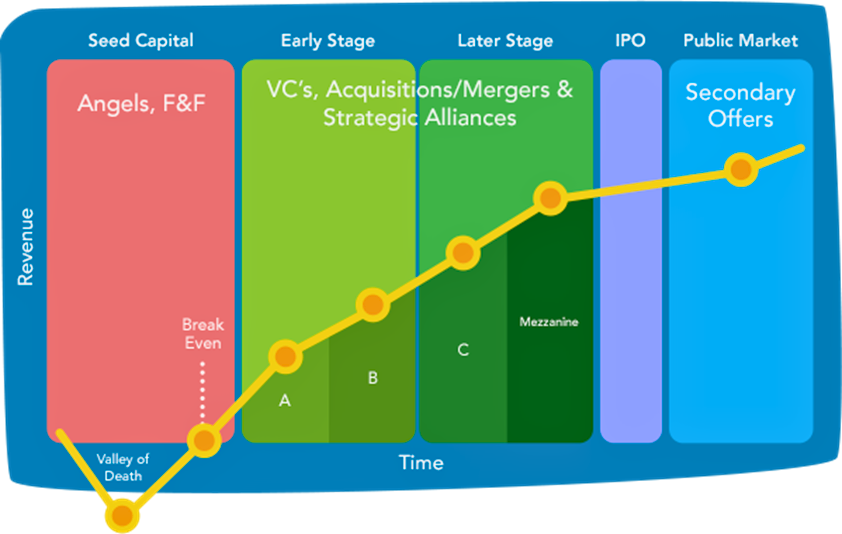 Seed Capital
Early Stage
Later Stage
IPO
Public Market
Angels, F&F
VC's, Acquisitions/Mergers &
Strategic Alliances
Secondary
Offers
Revenue
Break
Even
Mezzanine
A
B
C
Valley of
Death
Time